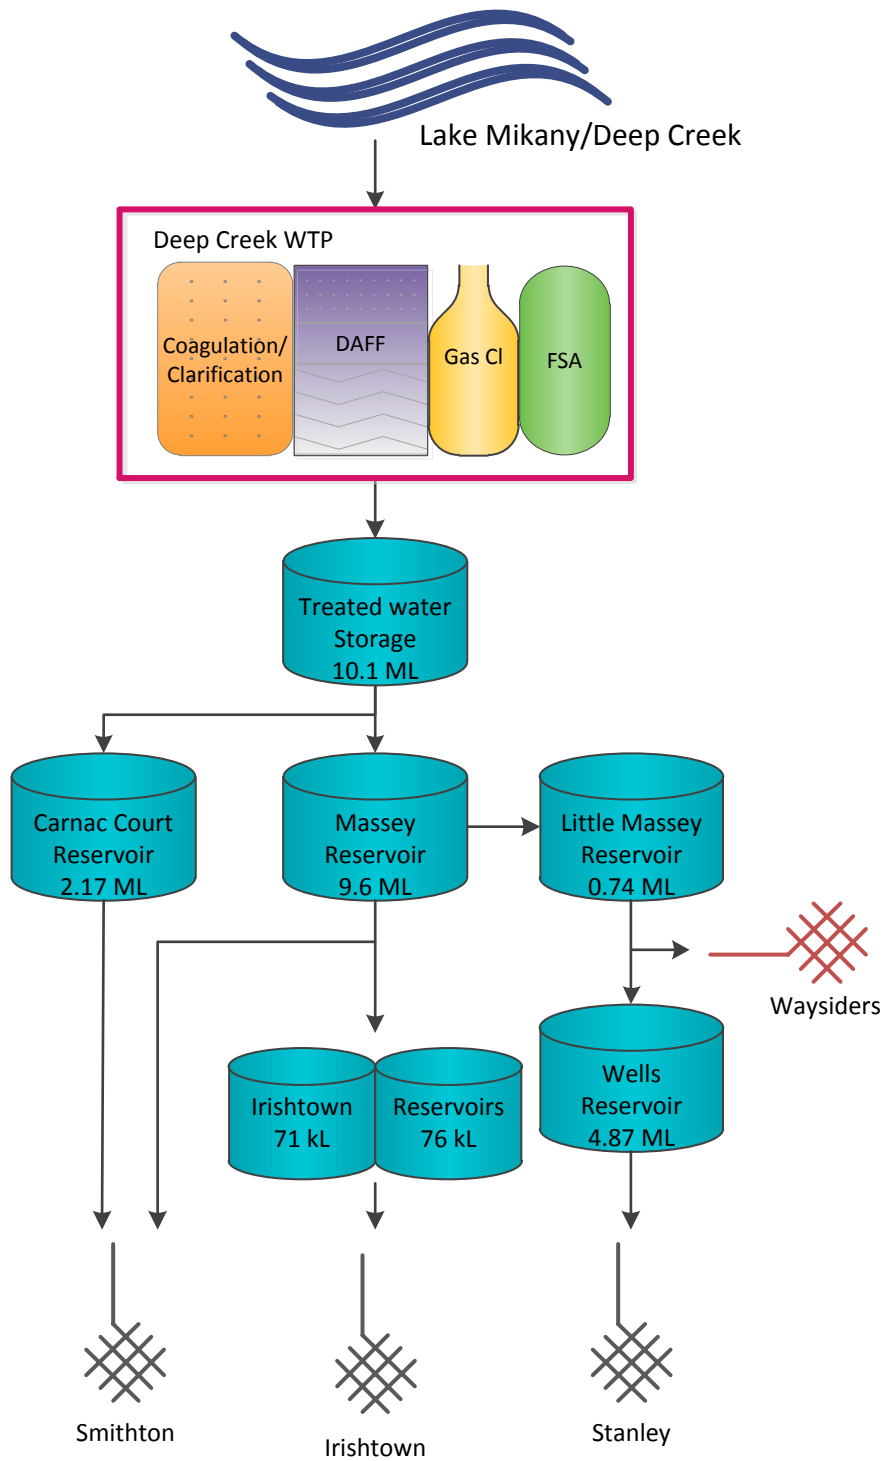 Lake Mikany/Deep Creek
Deep Creek WTP
Coagulation/
Clarification
DAFF
Gas Cl
FSA
Treated water
Storage
10.1 ML
Carnac Court
Reservoir
2.17 ML
Massey
Reservoir
9.6 ML
Little Massey
Reservoir
0.74 ML
Waysiders
Irishtown
71 kL
Reservoirs
76 kL
Wells
Reservoir
4.87 ML
Smithton
Irishtown
Stanley